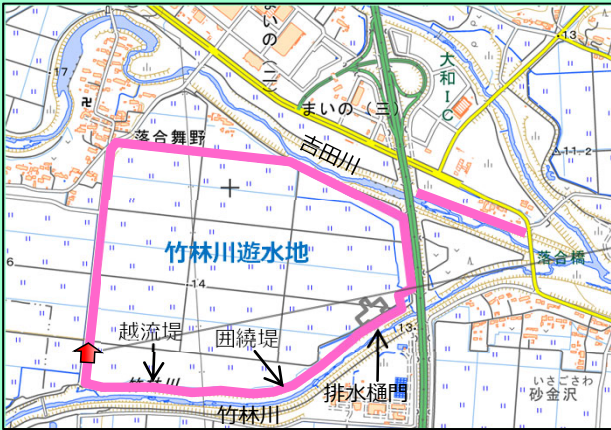 まいの(二)
13
17
大和IC
まいの(三)
卍
落合舞野
吉田川
11.2
竹林川遊水地
落合橋
6
14
越流堤
囲繞堤
13
竹林川
排水樋門
竹林川
いさござわ
砂金沢